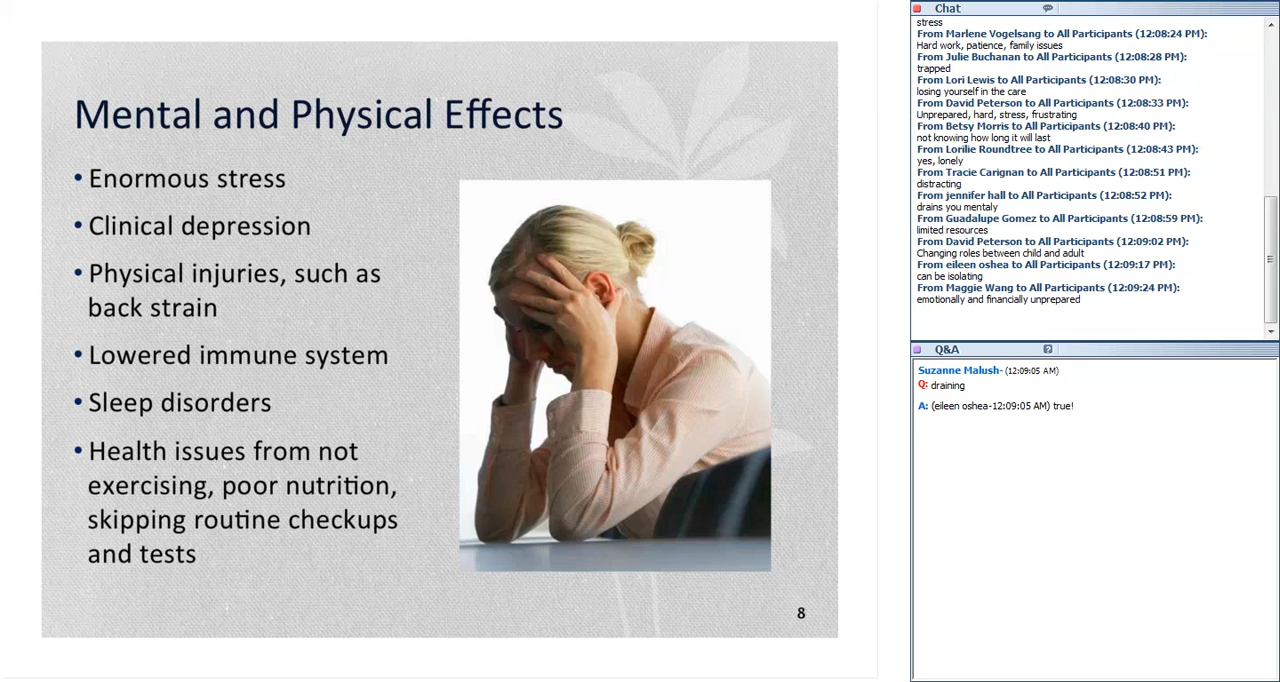 Mental and Physical Effects
• Enormous stress
• Clinical depression
• Physical injuries, such as
back strain
• Lowered immune system
• Sleep disorders
• Health issues from not
exercising, poor nutrition,
skipping routine checkups
and tests
8
Chat
stress
From Marlene Vogelsang to All Participants (12:08:24 PM):
Hard work, patience, family issues
From Julie Buchanan to All Participants (12:08:28 PM):
trapped
From Lori Lewis to All Participants (12:08:30 PM):
losing yourself in the care
From David Peterson to All Participants (12:08:33 PM):
Unprepared, hard, stress, frustrating
From Betsy Morris to All Participants (12:08:40 PM):
not knowing how long it will last
From Lorilie Roundtree to All Participants (12:08:43 PM):
yes, lonely
From Tracie Carignan to All Participants (12:08:51 PM):
distracting
From jennifer hall to All Participants (12:08:52 PM):
drains you mentaly
From Guadalupe Gomez to All Participants (12:08:59 PM):
limited resources
From David Peterson to All Participants (12:09:02 PM):
Changing roles between child and adult
From eileen oshea to All Participants (12:09:17 PM):
can be isolating
From Maggie Wang to All Participants (12:09:24 PM):
emotionally and financially unprepared
Q&A
Suzanne Malush- (12:09:05 AM)
Q: draining
A: (eileen oshea-12:09:05 AM) true!